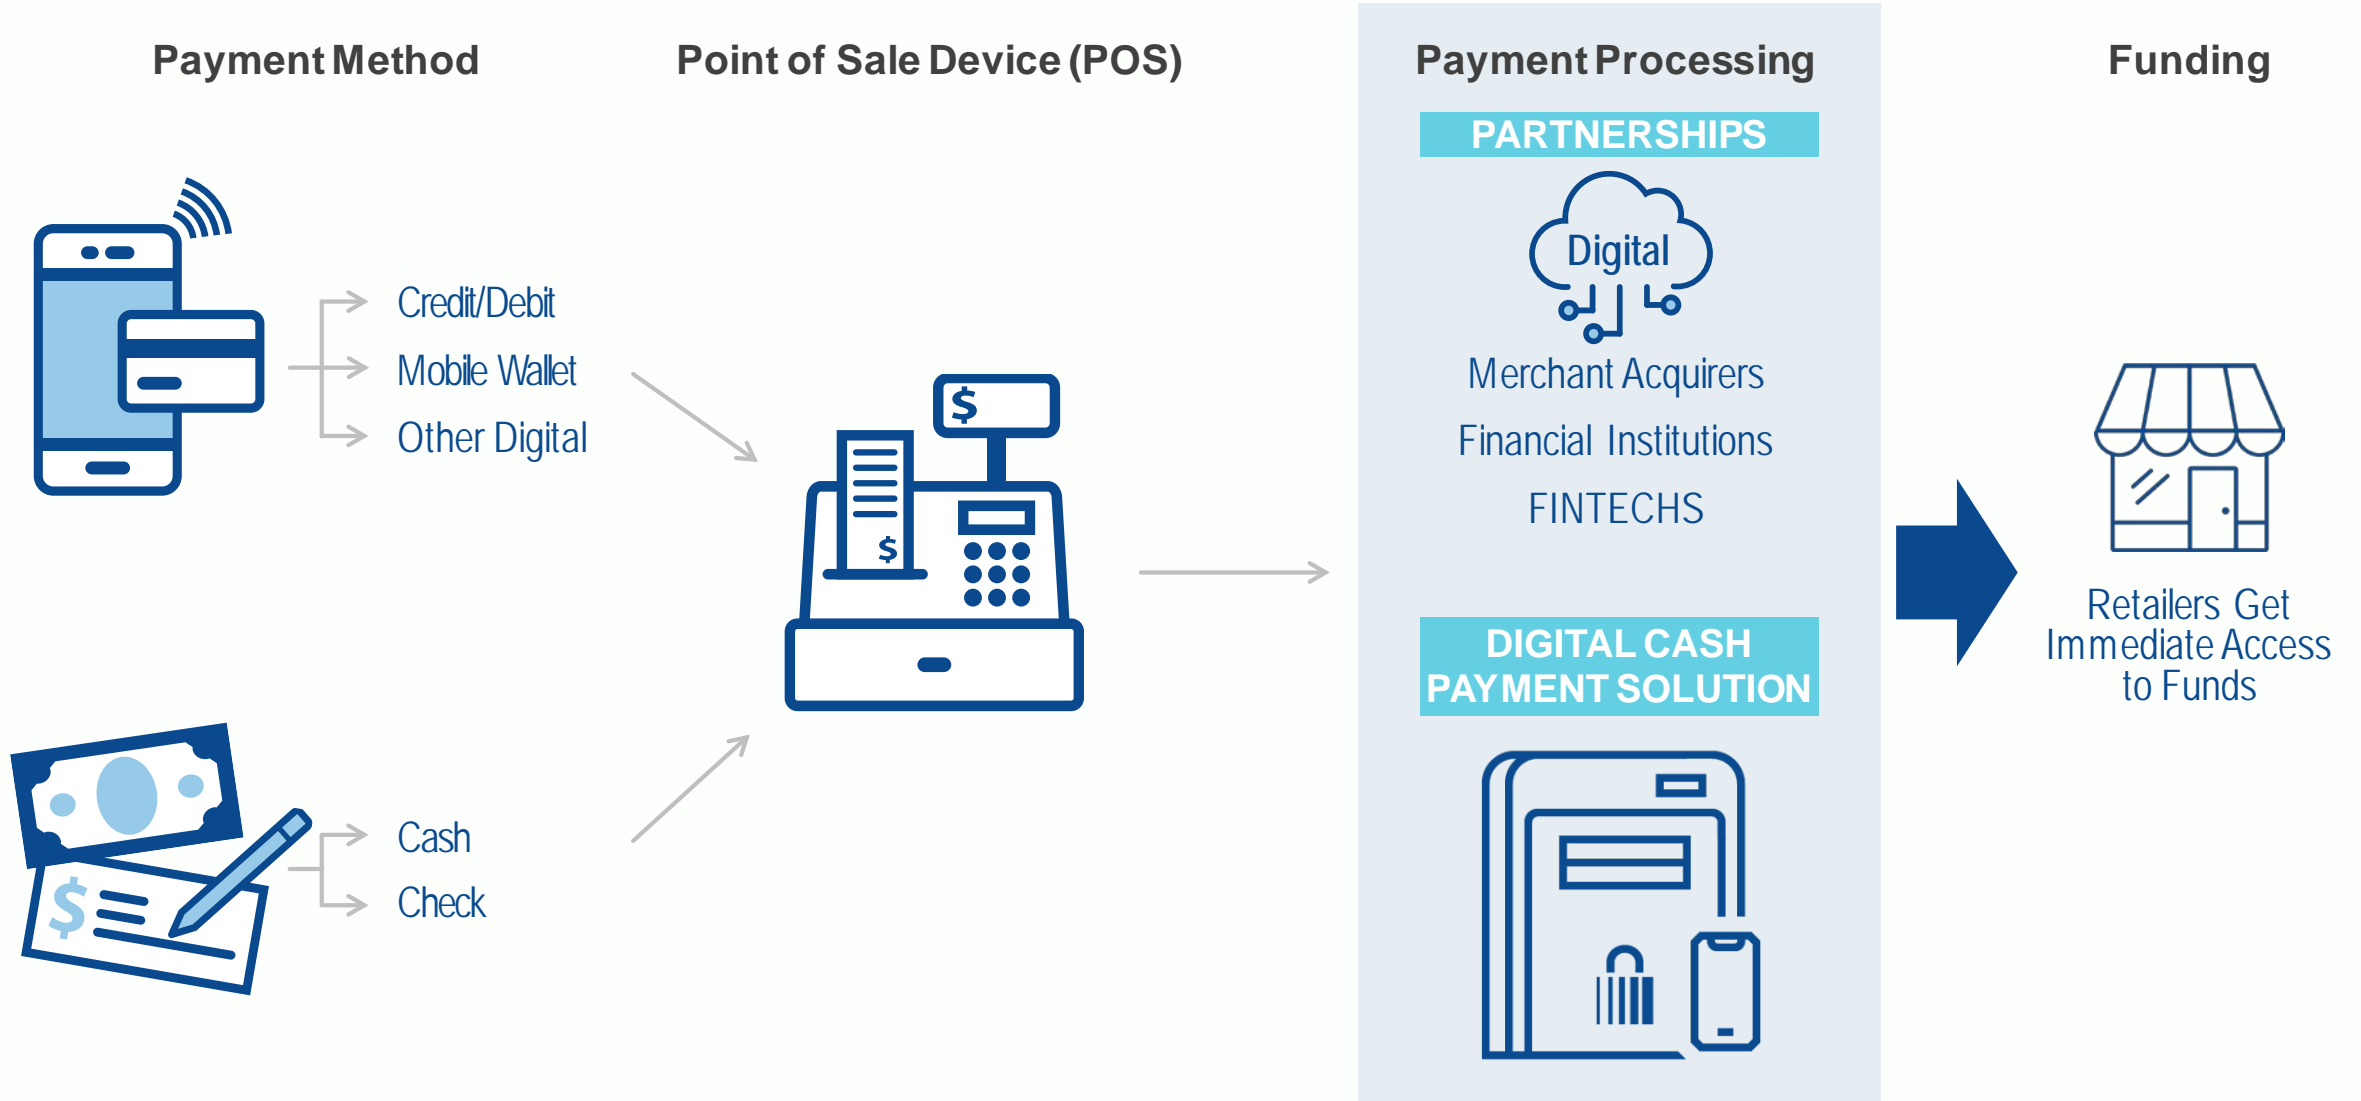 Payment Method
Point of Sale Device (POS)
Payment Processing
Funding
Credit/Debit
Mobile Wallet
Other Digital
Cash
Check
$
$
$
PARTNERSHIPS
Digital
Merchant Acquirers
Financial Institutions
FINTECHS
DIGITAL CASH
PAYMENT SOLUTION
Retailers Get
Immediate Access
to Funds